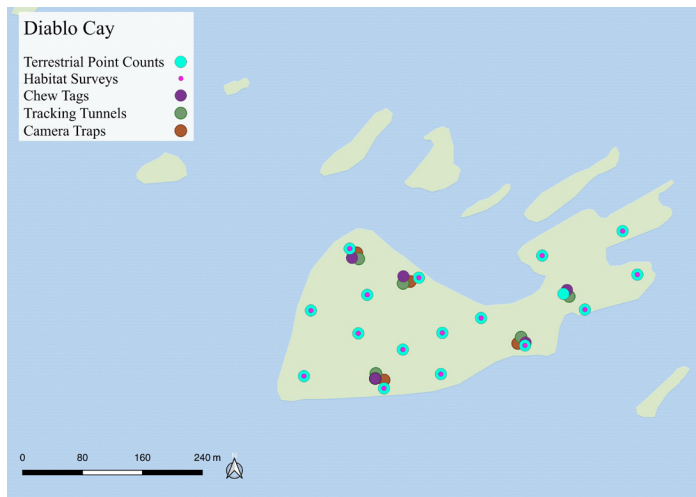 Diablo Cay
Terrestrial Point Counts
Habitat Surveys
Chew Tags
Tracking Tunnels
Camera Traps
0 80 160 240 m
N